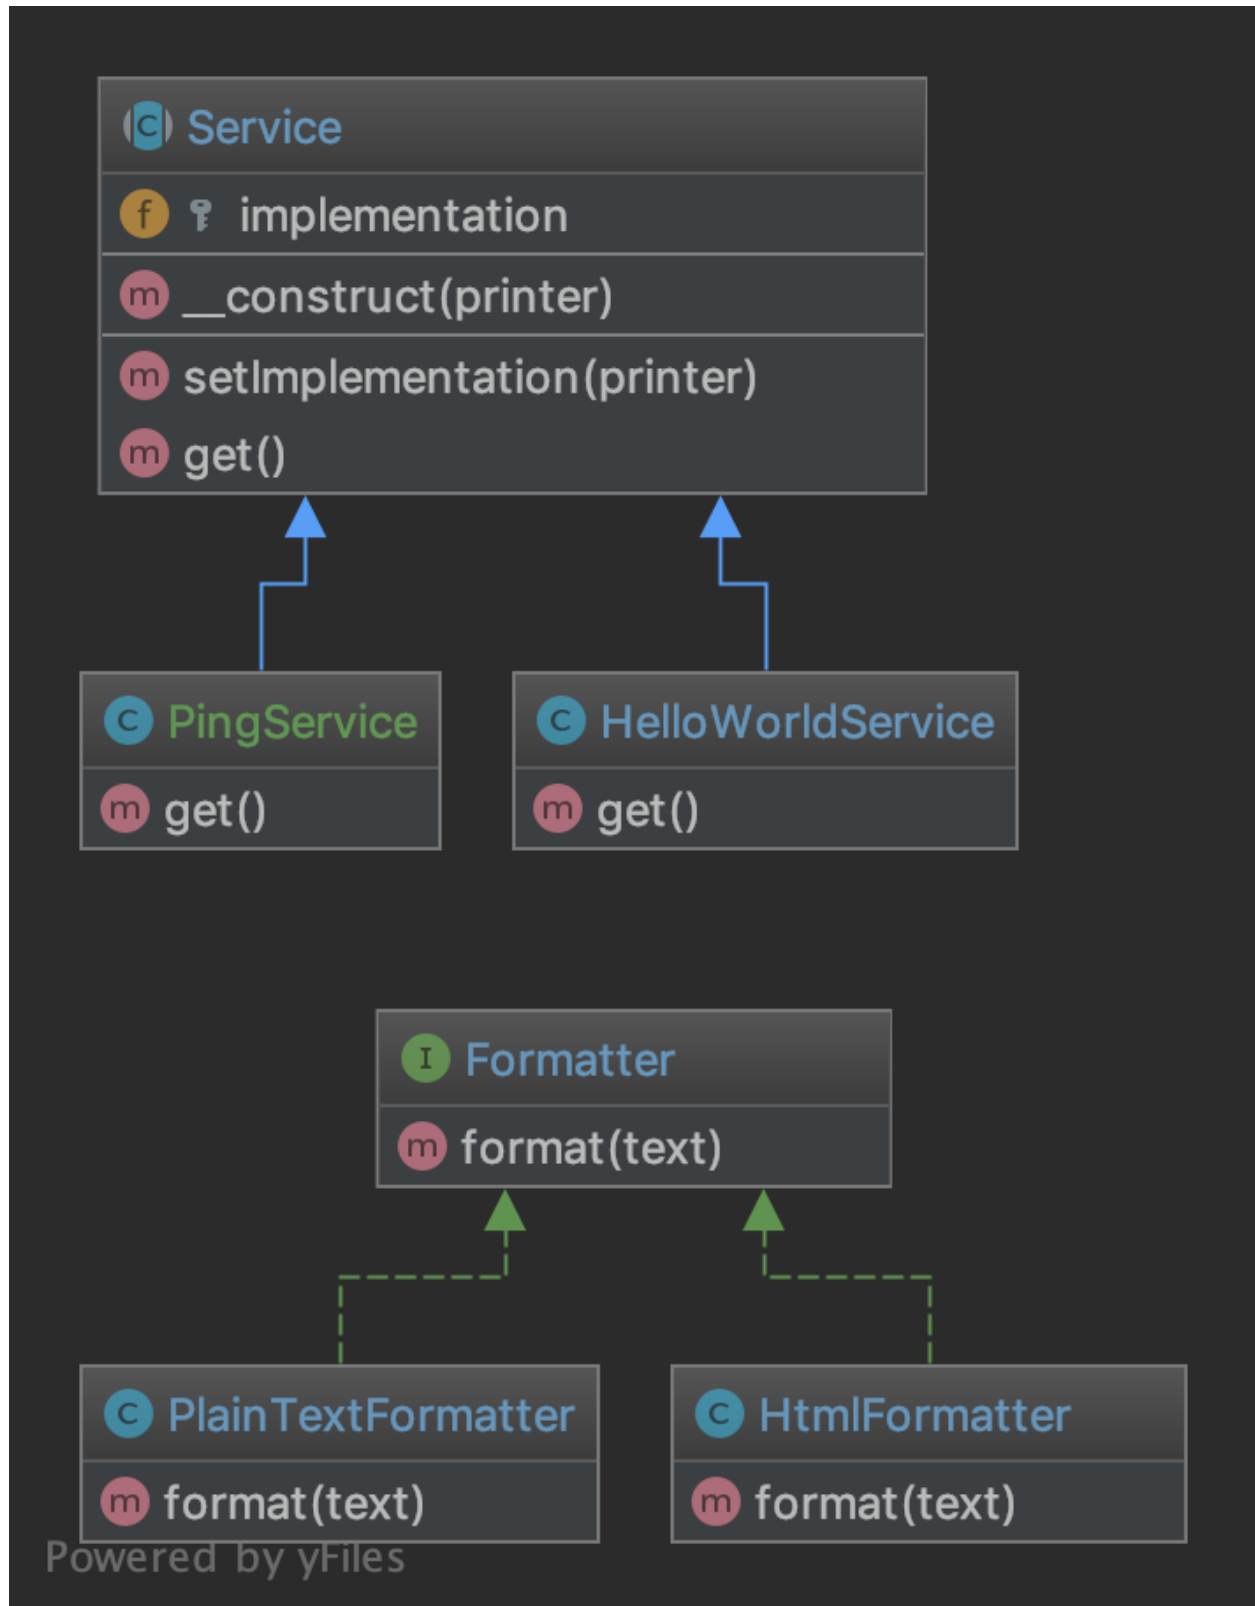 C Service
f implementation
m __construct(printer)
m setImplementation(printer)
m get()
C PingService
m get()
C HelloWorldService
m get()
I Formatter
m format(text)
C PlainTextFormatter
m format(text)
C HtmlFormatter
m format(text)
Powered by yFiles